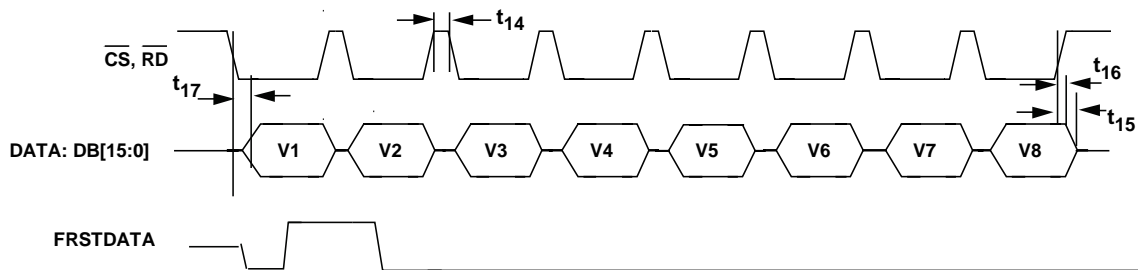 t14
CS, RD
t16
t17
t15
DATA: DB[15:0]
V1 V2 V3 V4 V5 V6 V7 V8
FRSTDATA